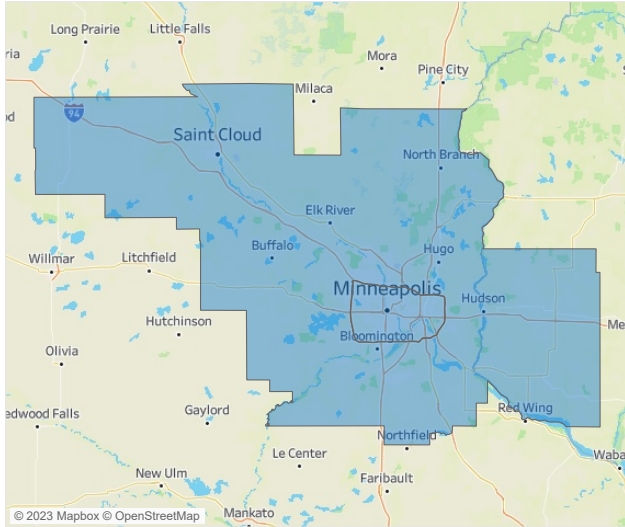 Long Prairie
Little Falls
Mora
Pine City
Milaca
94
Saint Cloud
North Branch
Elk River
Buffalo
Hugo
Willmar
Litchfield
Minneapolis
Hudson
Hutchinson
Bloomington
Olivia
Gaylord
Red Wing
Northfield
Le Center
New Ulm
Faribault
Mankato
© 2023 Mapbox © OpenStreetMap